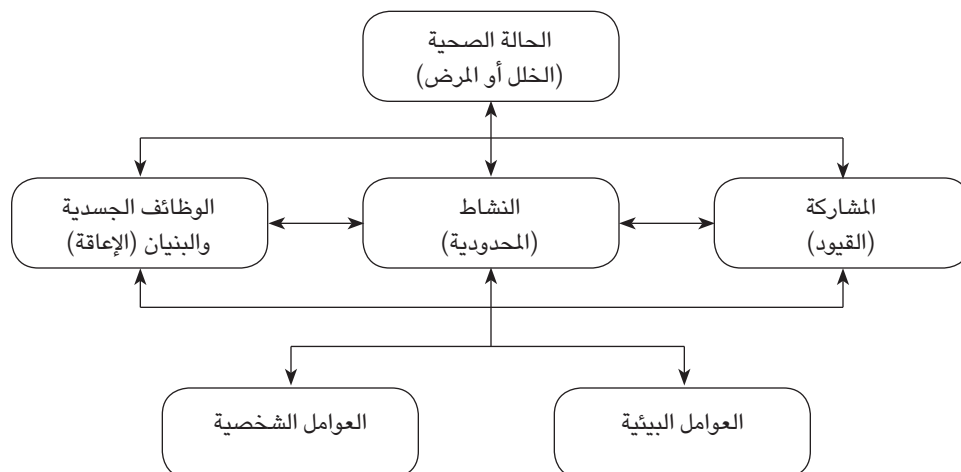 الحالة الصحية
(الخلل أو المرض)
المشاركة
(القيود)
النشاط
(المحدودية)
الوظائف الجسدية
والبنيان (الإعاقة)
العوامل البيئية
العوامل الشخصية